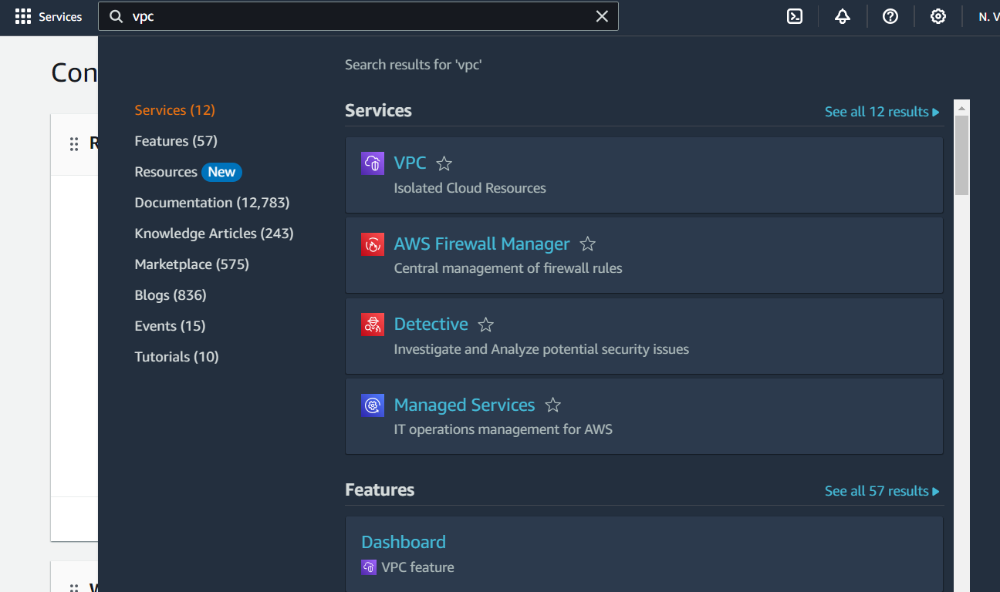 Services
vpc
N. V
Con
Search results for 'vpc'
Services (12)
Features (57)
Resources New
Documentation (12,783)
Knowledge Articles (243)
Marketplace (575)
Blogs (836)
Events (15)
Tutorials (10)
Services
See all 12 results
VPC
Isolated Cloud Resources
AWS Firewall Manager
Central management of firewall rules
Detective
Investigate and Analyze potential security issues
Managed Services
IT operations management for AWS
Features
See all 57 results
Dashboard
VPC feature